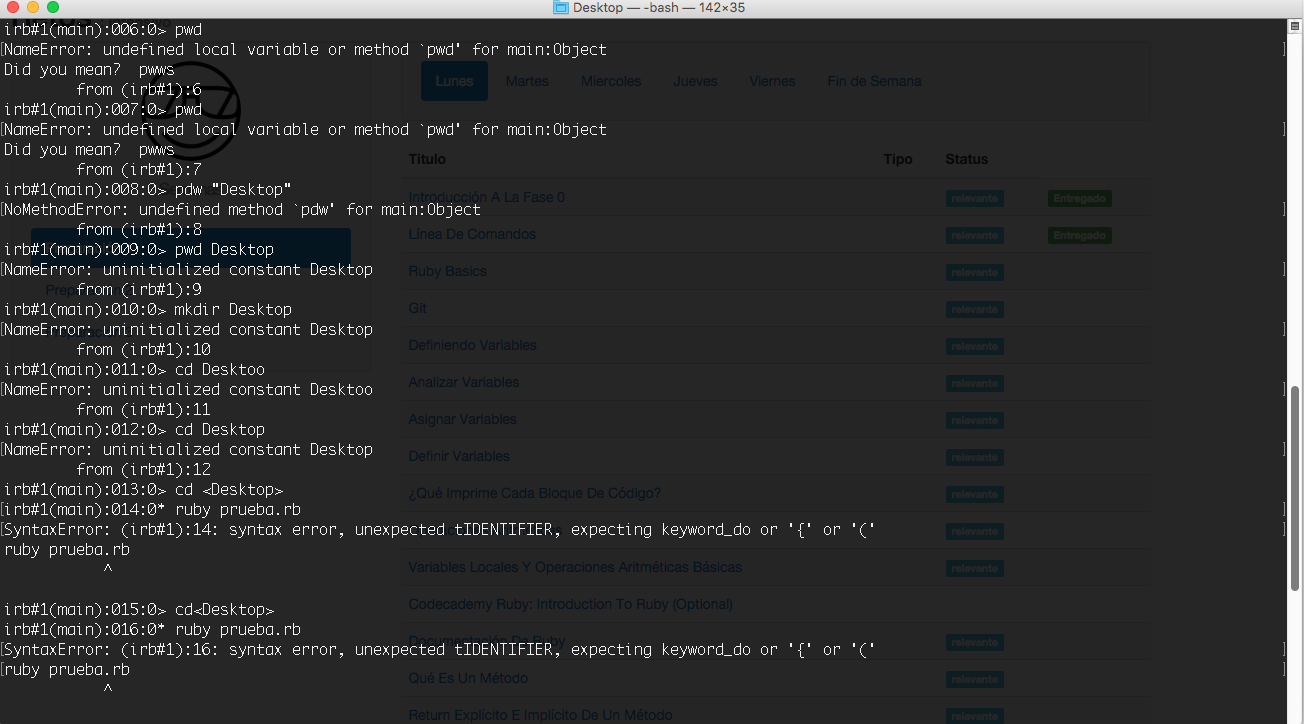 Desktop — -bash — 142×35
irb#1(main):006:0> pwd
[NameError: undefined local variable or method `pwd' for main:Object ]
Did you mean?  pwws
        from (irb#1):6
irb#1(main):007:0> pwd
[NameError: undefined local variable or method `pwd' for main:Object ]
Did you mean?  pwws
        from (irb#1):7
irb#1(main):008:0> pdw "Desktop"
[NoMethodError: undefined method `pdw' for main:Object ]
        from (irb#1):8
irb#1(main):009:0> pwd Desktop
[NameError: uninitialized constant Desktop ]
        from (irb#1):9
irb#1(main):010:0> mkdir Desktop
[NameError: uninitialized constant Desktop ]
        from (irb#1):10
irb#1(main):011:0> cd Desktoo
[NameError: uninitialized constant Desktoo ]
        from (irb#1):11
irb#1(main):012:0> cd Desktop
[NameError: uninitialized constant Desktop ]
        from (irb#1):12
irb#1(main):013:0> cd <Desktop>
[irb#1(main):014:0* ruby prueba.rb ]
[SyntaxError: (irb#1):14: syntax error, unexpected tIDENTIFIER, expecting keyword_do or '{' or '(' ]
ruby prueba.rb
           ^
irb#1(main):015:0> cd<Desktop>
irb#1(main):016:0* ruby prueba.rb
[SyntaxError: (irb#1):16: syntax error, unexpected tIDENTIFIER, expecting keyword_do or '{' or '(' ]
[ruby prueba.rb ]
           ^
Lunes Martes Miercoles Jueves Viernes Fin de Semana
Titulo Tipo Status
Introducción A La Fase 0 relevante Entregado
Línea De Comandos relevante Entregado
Ruby Basics relevante
Git relevante
Definiendo Variables relevante
Analizar Variables relevante
Asignar Variables relevante
Definir Variables relevante
¿Qué Imprime Cada Bloque De Código? relevante
relevante
Variables Locales Y Operaciones Aritméticas Básicas relevante
Codecademy Ruby: Introduction To Ruby (Optional)
Documentación De Ruby relevante
Qué Es Un Método relevante
Return Explícito E Implícito De Un Método relevante